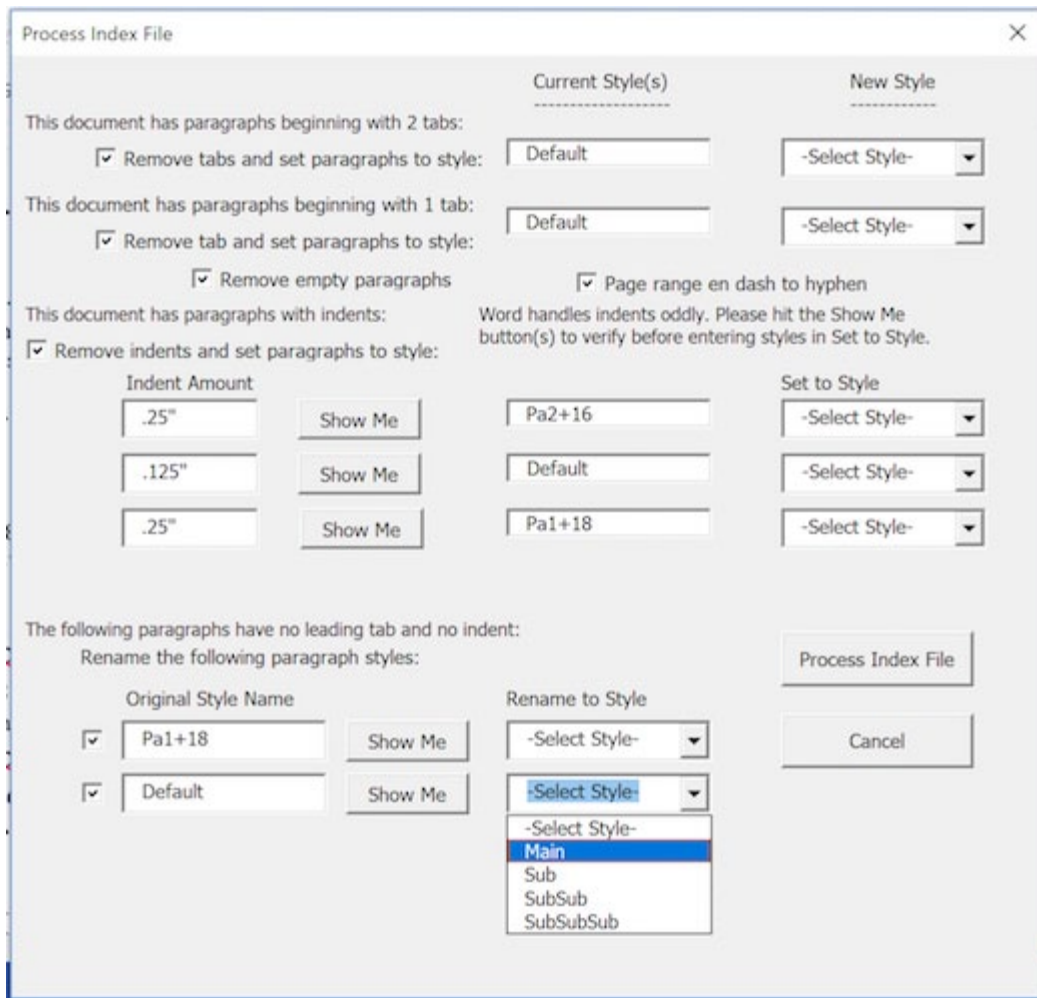 Process Index File
Current Style(s) New Style
------------------- ------------
This document has paragraphs beginning with 2 tabs:
Remove tabs and set paragraphs to style: Default -Select Style-
This document has paragraphs beginning with 1 tab:
Remove tab and set paragraphs to style: Default -Select Style-
Remove empty paragraphs Page range en dash to hyphen
This document has paragraphs with indents: Word handles indents oddly. Please hit the Show Me
Remove indents and set paragraphs to style: button(s) to verify before entering styles in Set to Style.
Indent Amount Set to Style
.25" Show Me Pa2+16 -Select Style-
.125" Show Me Default -Select Style-
.25" Show Me Pa1+18 -Select Style-
The following paragraphs have no leading tab and no indent:
Rename the following paragraph styles: Process Index File
Original Style Name Rename to Style
Pa1+18 Show Me -Select Style- Cancel
Default Show Me -Select Style-
-Select Style-
Main
Sub
SubSub
SubSubSub